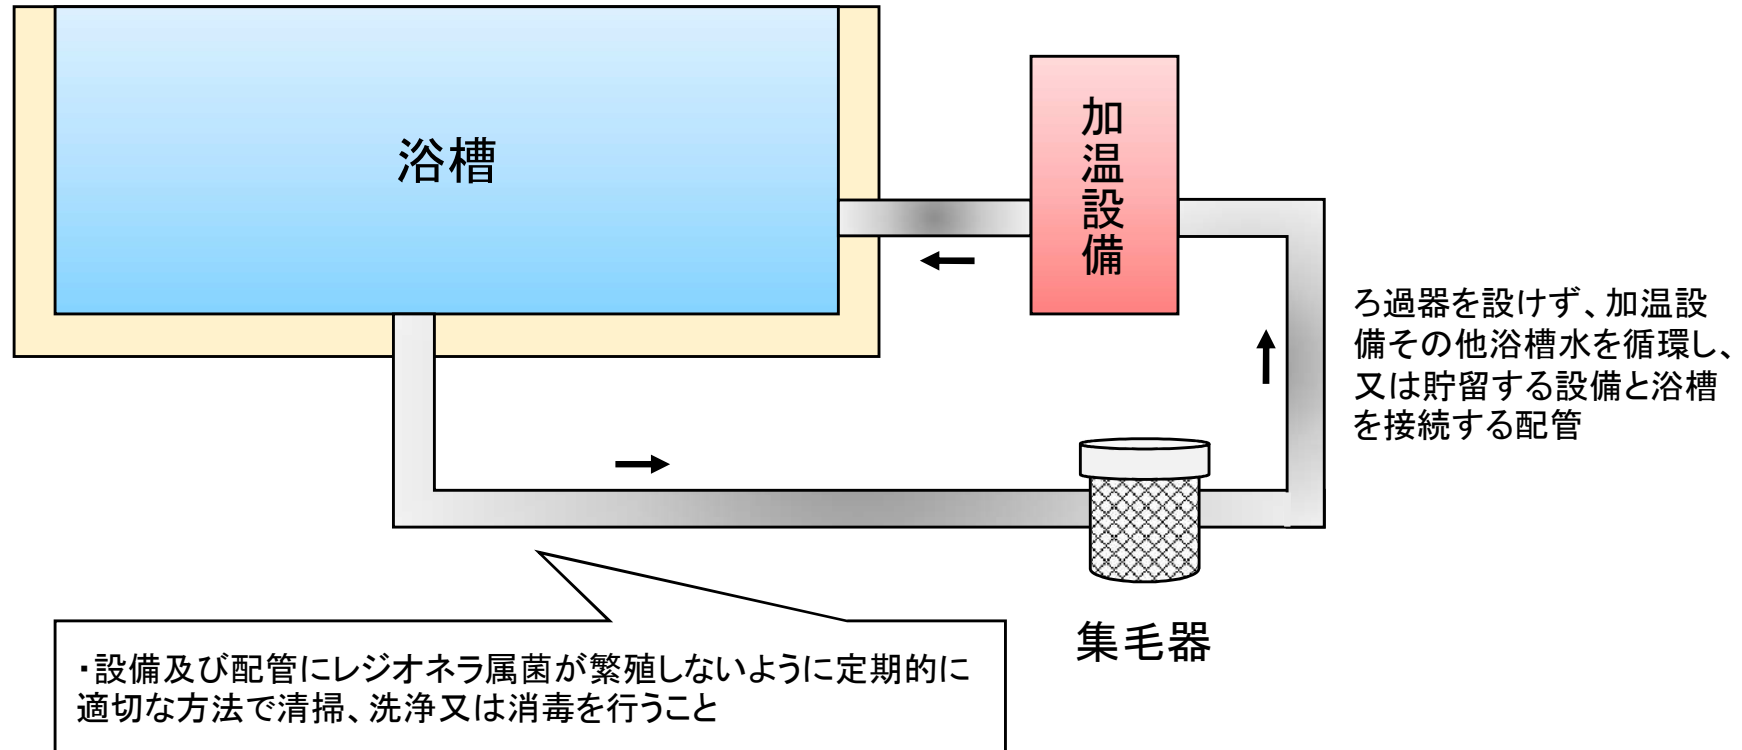 浴槽
加温設備
ろ過器を設けず、加温設
備その他浴槽水を循環し、
又は貯留する設備と浴槽
を接続する配管
集毛器
・設備及び配管にレジオネラ属菌が繁殖しないように定期的に
適切な方法で清掃、洗浄又は消毒を行うこと